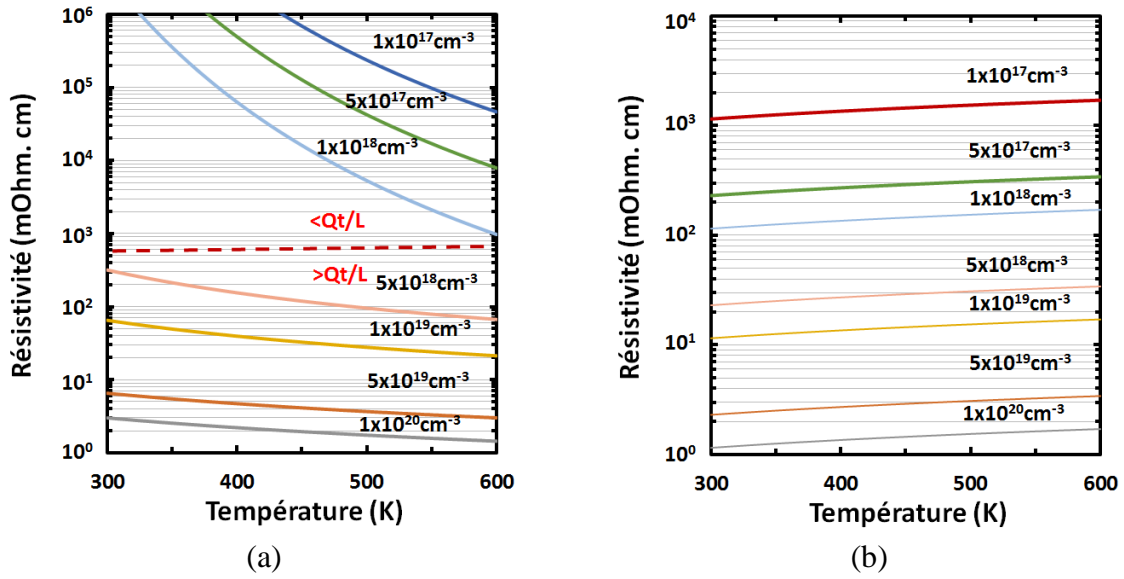 10⁶
10⁵
10⁴
10³
10²
10¹
10⁰
Résistivité (mOhm. cm)
1x10¹⁷cm⁻³
5x10¹⁷cm⁻³
1x10¹⁸cm⁻³
<Qt/L
>Qt/L
5x10¹⁸cm⁻³
1x10¹⁹cm⁻³
5x10¹⁹cm⁻³
1x10²⁰cm⁻³
300 400 500 600
Température (K)
(a)
10⁴
10³
10²
10¹
10⁰
Résistivité (mOhm. cm)
1x10¹⁷cm⁻³
5x10¹⁷cm⁻³
1x10¹⁸cm⁻³
5x10¹⁸cm⁻³
1x10¹⁹cm⁻³
5x10¹⁹cm⁻³
1x10²⁰cm⁻³
300 400 500 600
Température (K)
(b)